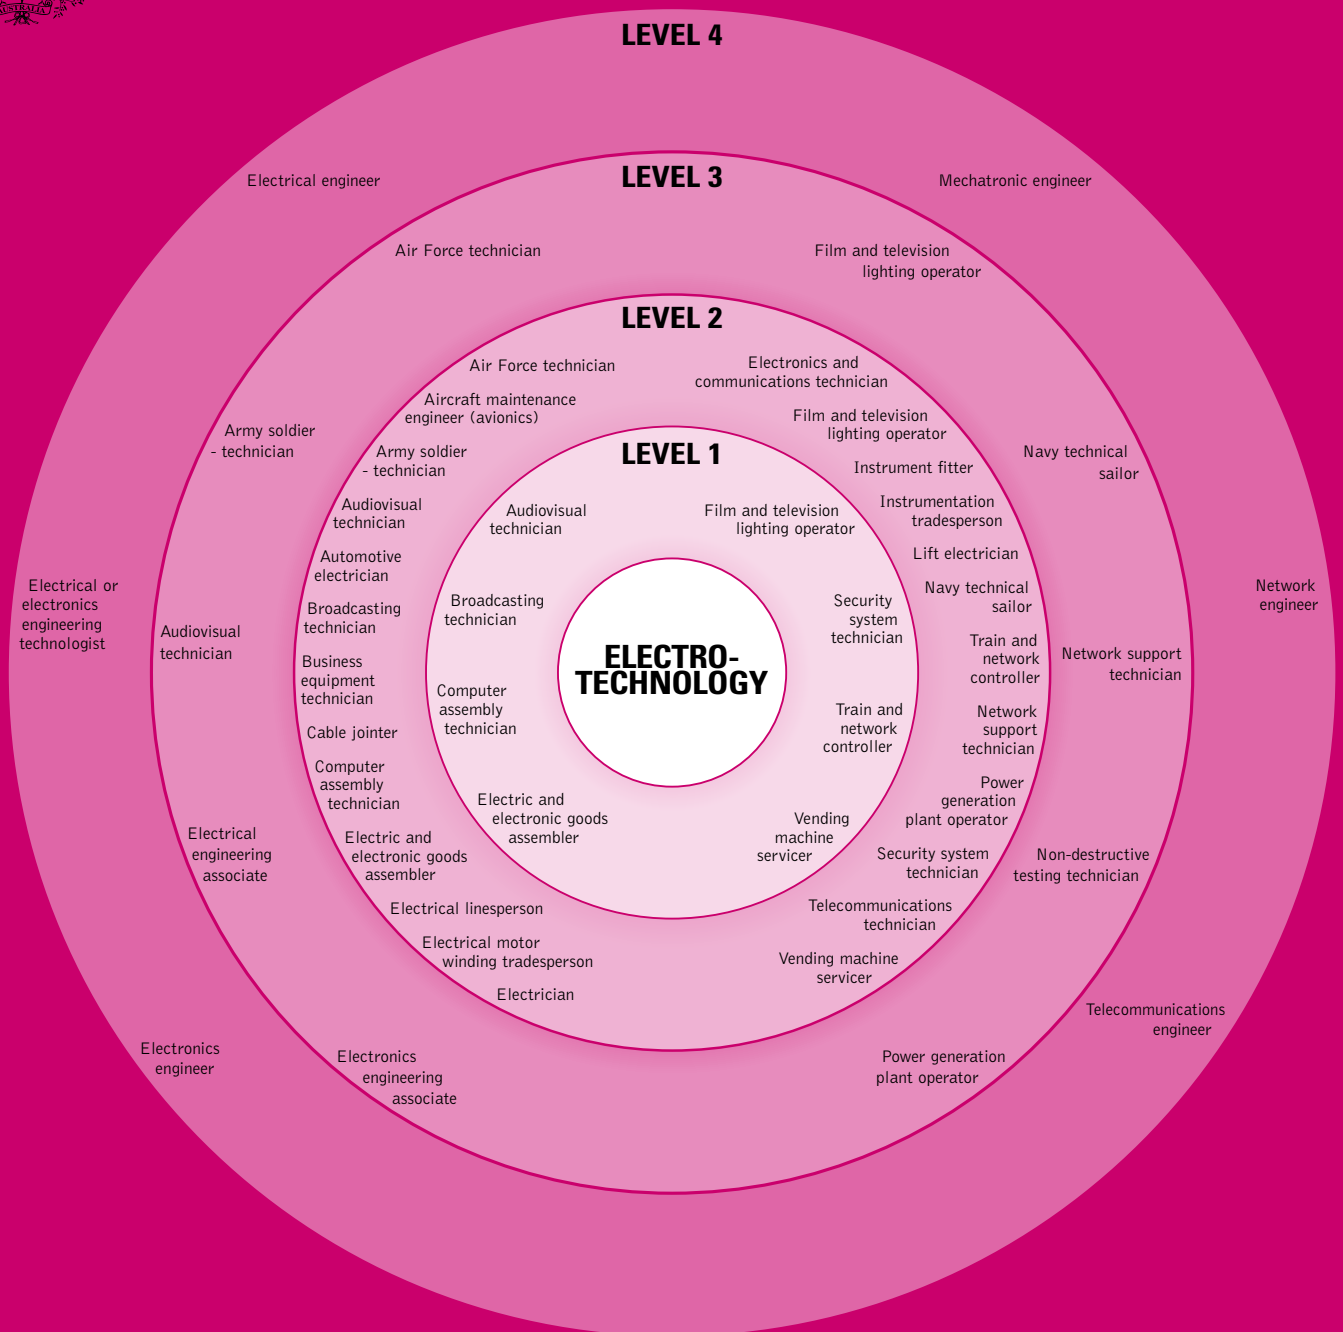 AUSTRALIA
LEVEL 4
Electrical engineer
Mechatronic engineer
Electrical or
electronics
engineering
technologist
Network
engineer
Electronics
engineer
Telecommunications
engineer
LEVEL 3
Air Force technician
Film and television
lighting operator
Army soldier
- technician
Navy technical
sailor
Audiovisual
technician
Network support
technician
Electrical
engineering
associate
Non-destructive
testing technician
Electronics
engineering
associate
Power generation
plant operator
LEVEL 2
Air Force technician
Aircraft maintenance
engineer (avionics)
Army soldier
- technician
Audiovisual
technician
Automotive
electrician
Broadcasting
technician
Business
equipment
technician
Cable jointer
Computer
assembly
technician
Electric and
electronic goods
assembler
Electrical linesperson
Electrical motor
winding tradesperson
Electrician
Electronics and
communications technician
Film and television
lighting operator
Instrument fitter
Instrumentation
tradesperson
Lift electrician
Navy technical
sailor
Train and
network
controller
Network
support
technician
Power
generation
plant operator
Security system
technician
Telecommunications
technician
Vending machine
servicer
LEVEL 1
Audiovisual
technician
Broadcasting
technician
Computer
assembly
technician
Electric and
electronic goods
assembler
Film and television
lighting operator
Security
system
technician
Train and
network
controller
Vending
machine
servicer
ELECTRO-
TECHNOLOGY